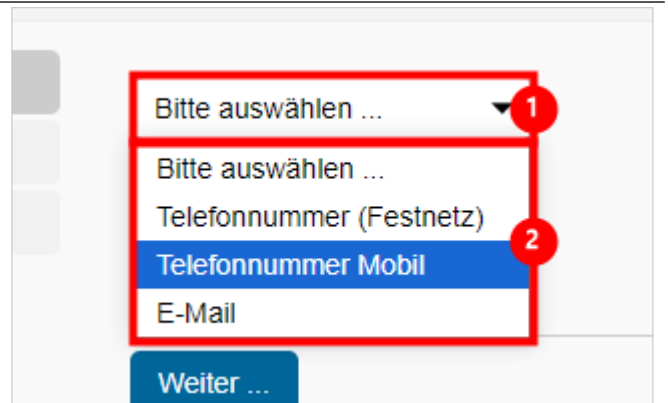 Bitte auswählen ... 1
Bitte auswählen ...
Telefonnummer (Festnetz)
2
Telefonnummer Mobil
E-Mail
Weiter ...